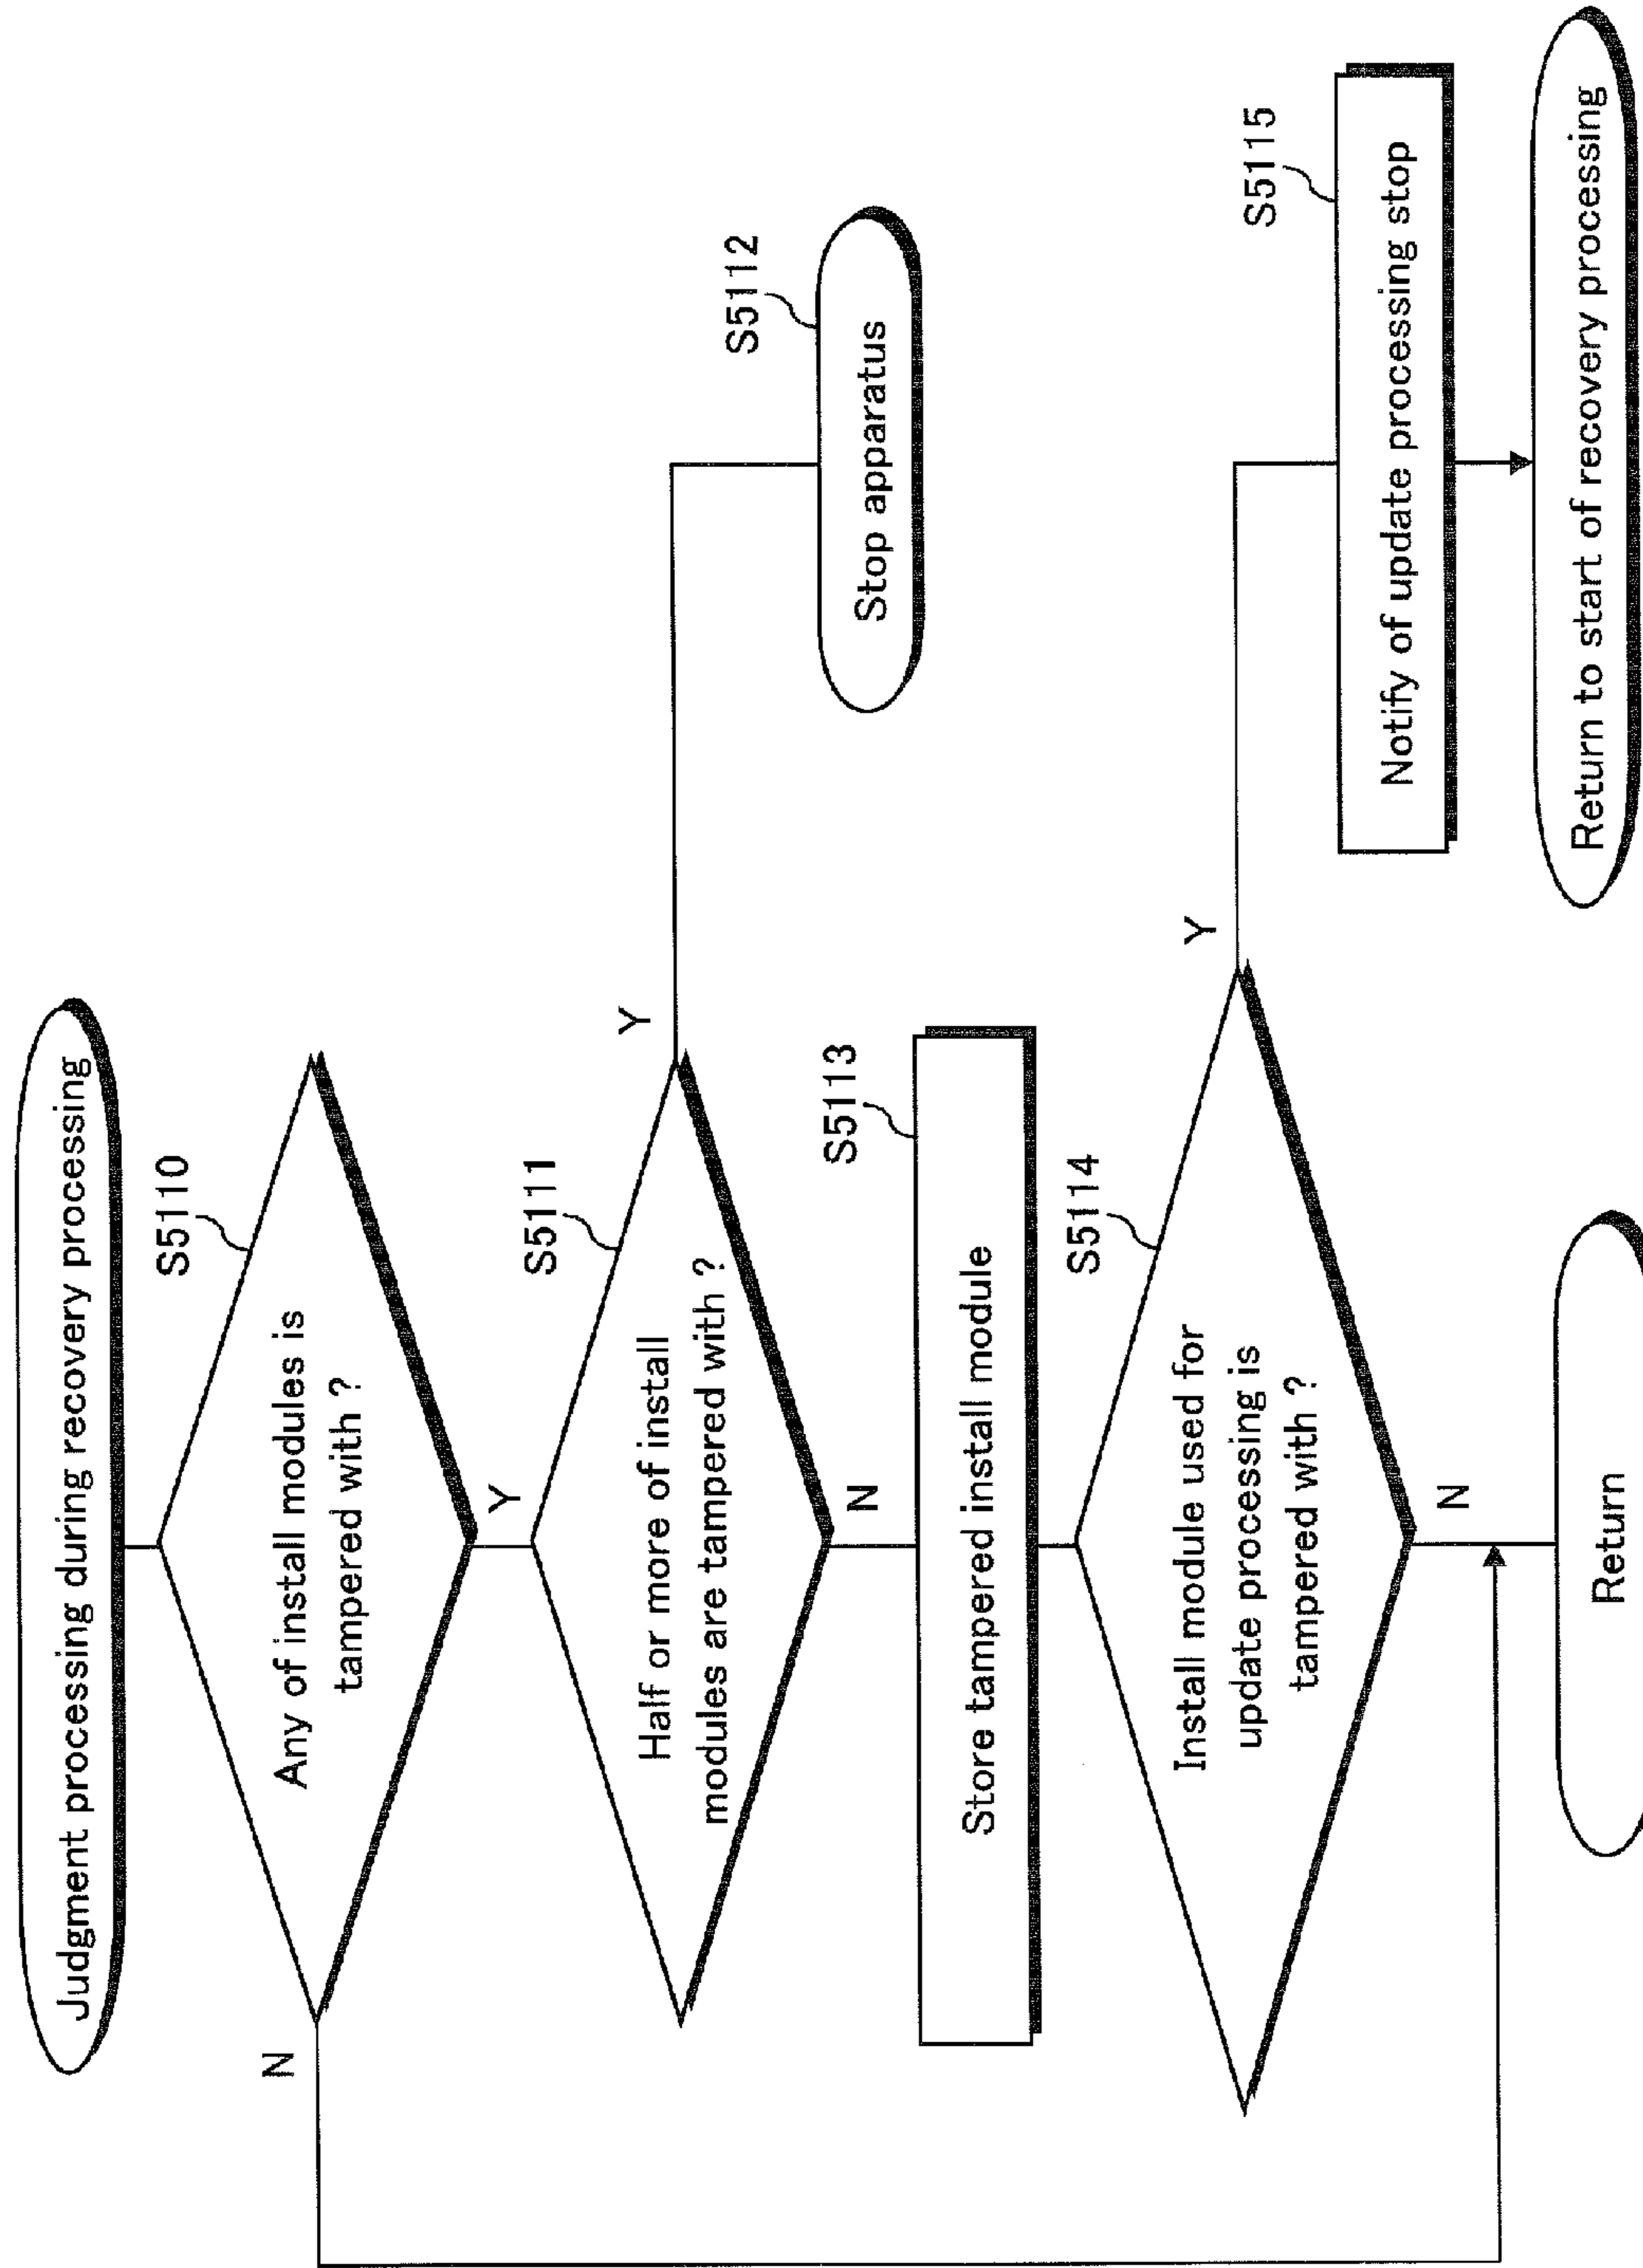 Judgment processing during recovery processing
S5110
Any of install modules is
tampered with ?
N
Y
S5111
Half or more of install
modules are tampered with ?
Y
S5112
Stop apparatus
N
S5113
Store tampered install module
S5114
Install module used for
update processing is
tampered with ?
Y
S5115
Notify of update processing stop
Return to start of recovery processing
N
Return